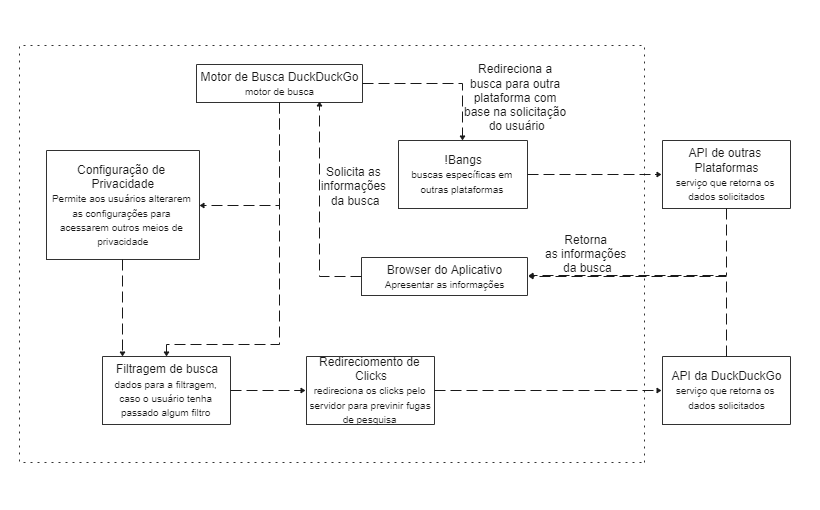 Motor de Busca DuckDuckGo
motor de busca
Redireciona a
busca para outra
plataforma com
base na solicitação
do usuário
!Bangs
buscas específicas em
outras plataformas
API de outras
Plataformas
serviço que retorna os
dados solicitados
Configuração de
Privacidade
Permite aos usuários alterarem
as configurações para
acessarem outros meios de
privacidade
Solicita as
informações
da busca
Retorna
as informações
da busca
Browser do Aplicativo
Apresentar as informações
Filtragem de busca
dados para a filtragem,
caso o usuário tenha
passado algum filtro
Redireciomento de
Clicks
redireciona os clicks pelo
servidor para previnir fugas
de pesquisa
API da DuckDuckGo
serviço que retorna os
dados solicitados